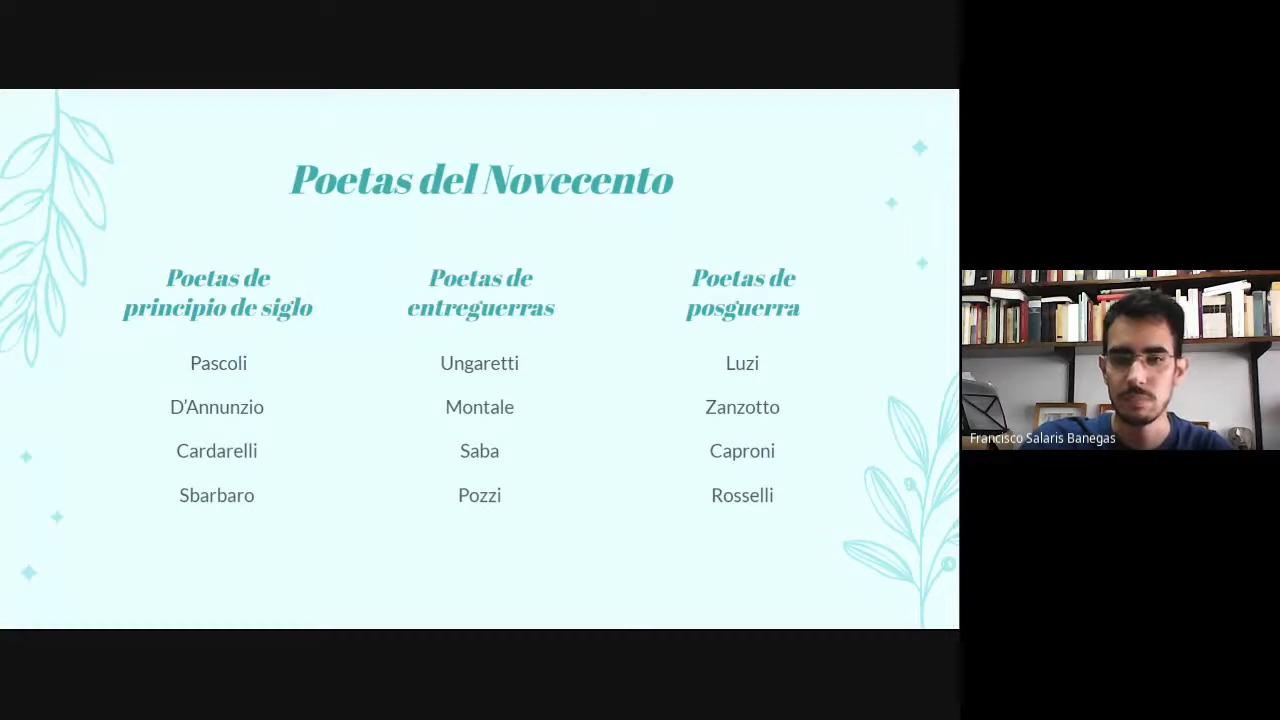 Poetas del Novecento
Poetas de
principio de siglo
Pascoli
D'Annunzio
Cardarelli
Sbarbaro
Poetas de
entreguerras
Ungaretti
Montale
Saba
Pozzi
Poetas de
posguerra
Luzi
Zanzotto
Caproni
Rosselli
Francisco Salaris Banegas